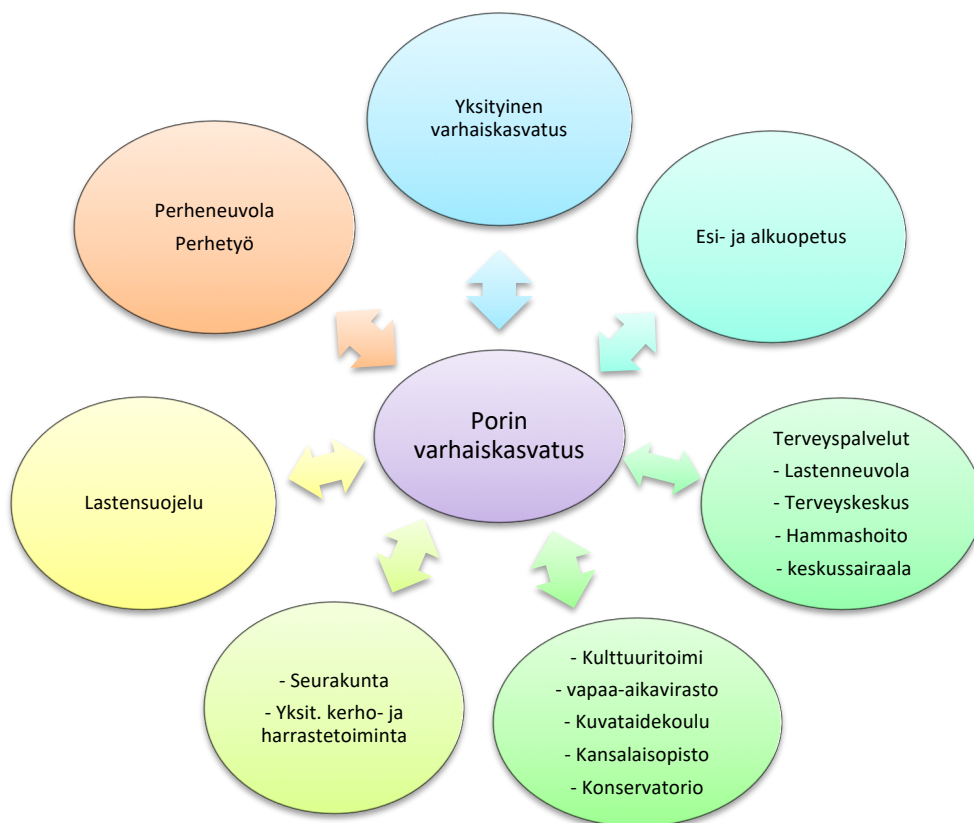 Yksityinen
varhaiskasvatus
Perheneuvola
Perhetyö
Esi- ja alkuopetus
Porin
varhaiskasvatus
Terveyspalvelut
- Lastenneuvola
- Terveyskeskus
- Hammashoito
- keskussairaala
Lastensuojelu
- Seurakunta
- Yksit. kerho- ja
harrastetoiminta
- Kulttuuritoimi
- vapaa-aikavirasto
- Kuvataidekoulu
- Kansalaisopisto
- Konservatorio